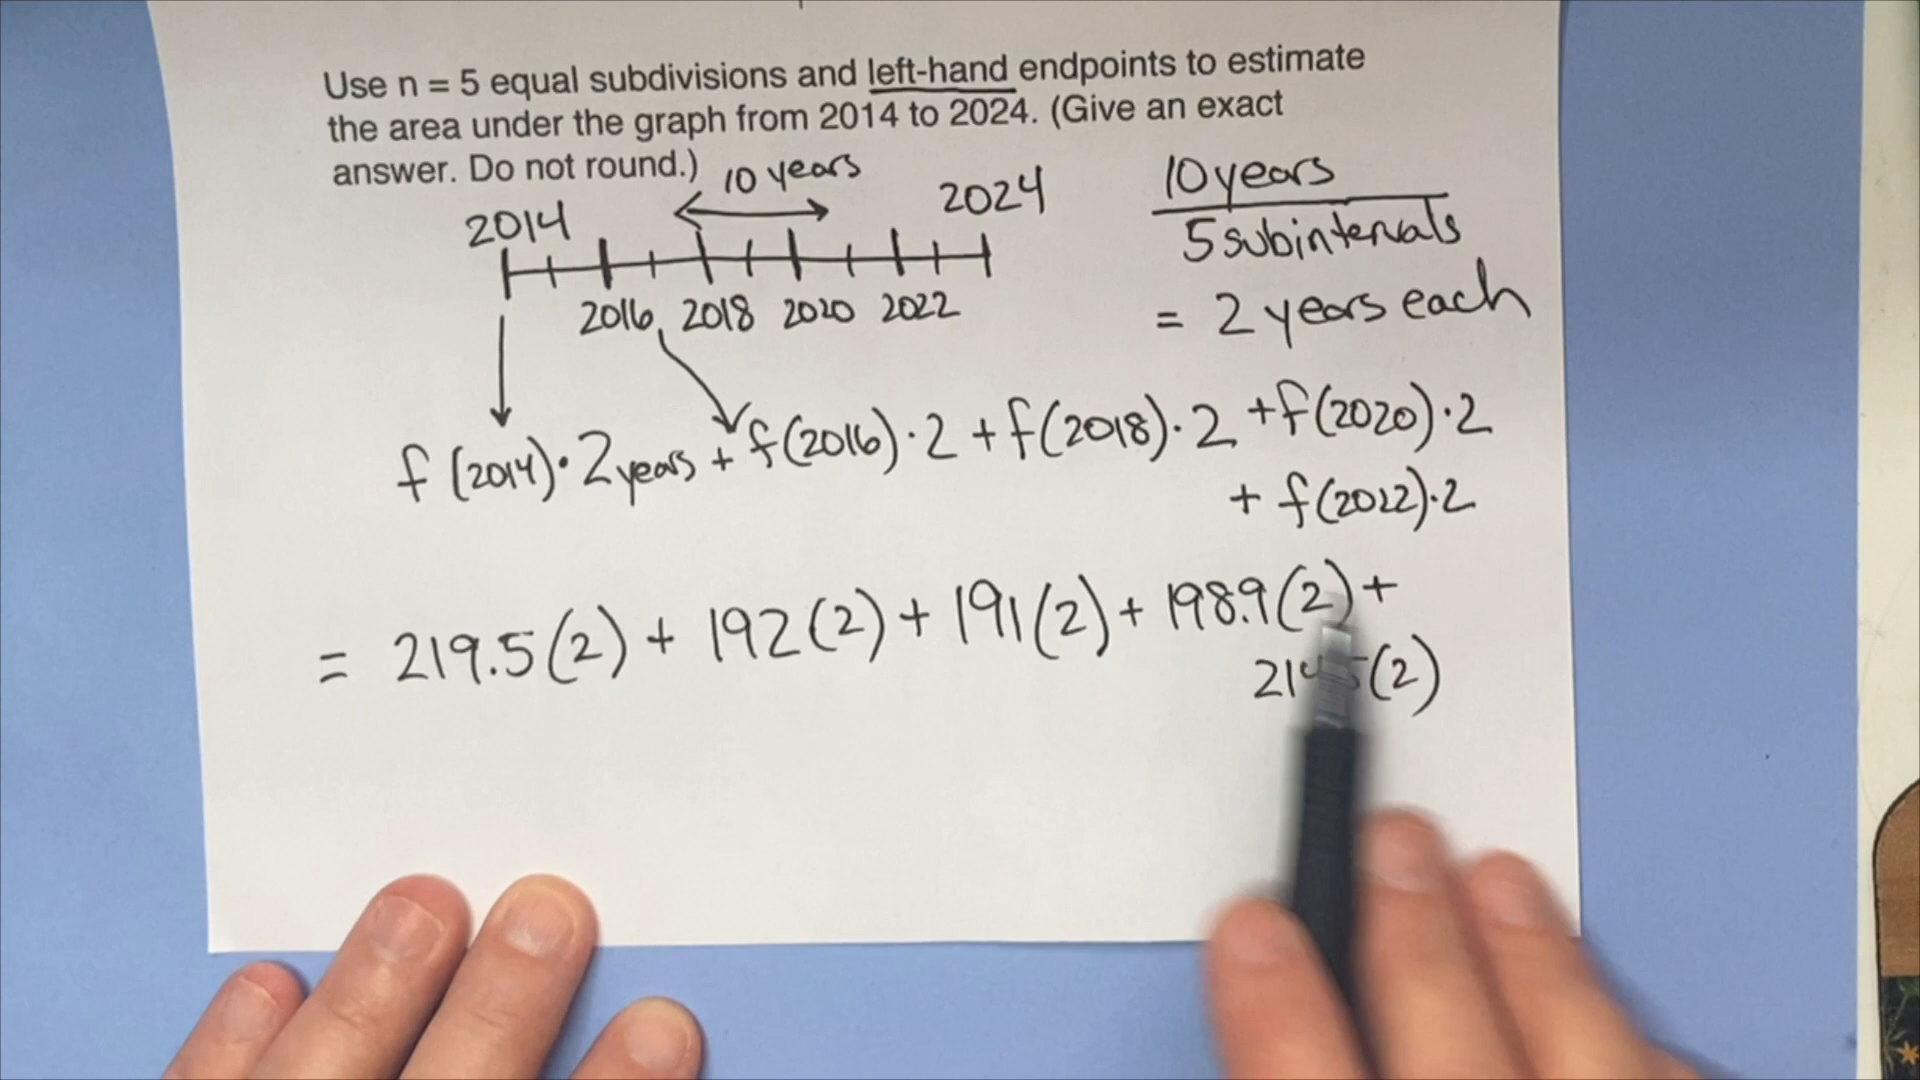 Use n = 5 equal subdivisions and left-hand endpoints to estimate
the area under the graph from 2014 to 2024. (Give an exact
answer. Do not round.)
10 years
2014
2024
2016 2018 2020 2022
10 years
5 subintervals
= 2 years each
f(2014)·2 years + f(2016)·2 + f(2018)·2 + f(2020)·2
+ f(2022)·2
= 219.5(2) + 192(2) + 191(2) + 198.9(2) +
(2)